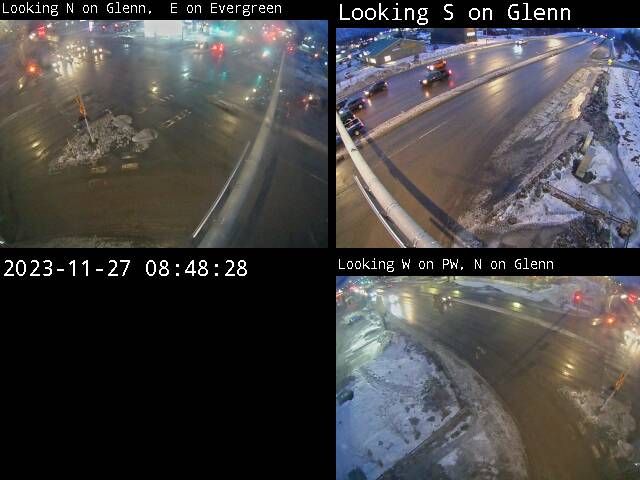 Looking N on Glenn,  E on Evergreen
Looking S on Glenn
2023-11-27 08:48:28
Looking W on PW, N on Glenn